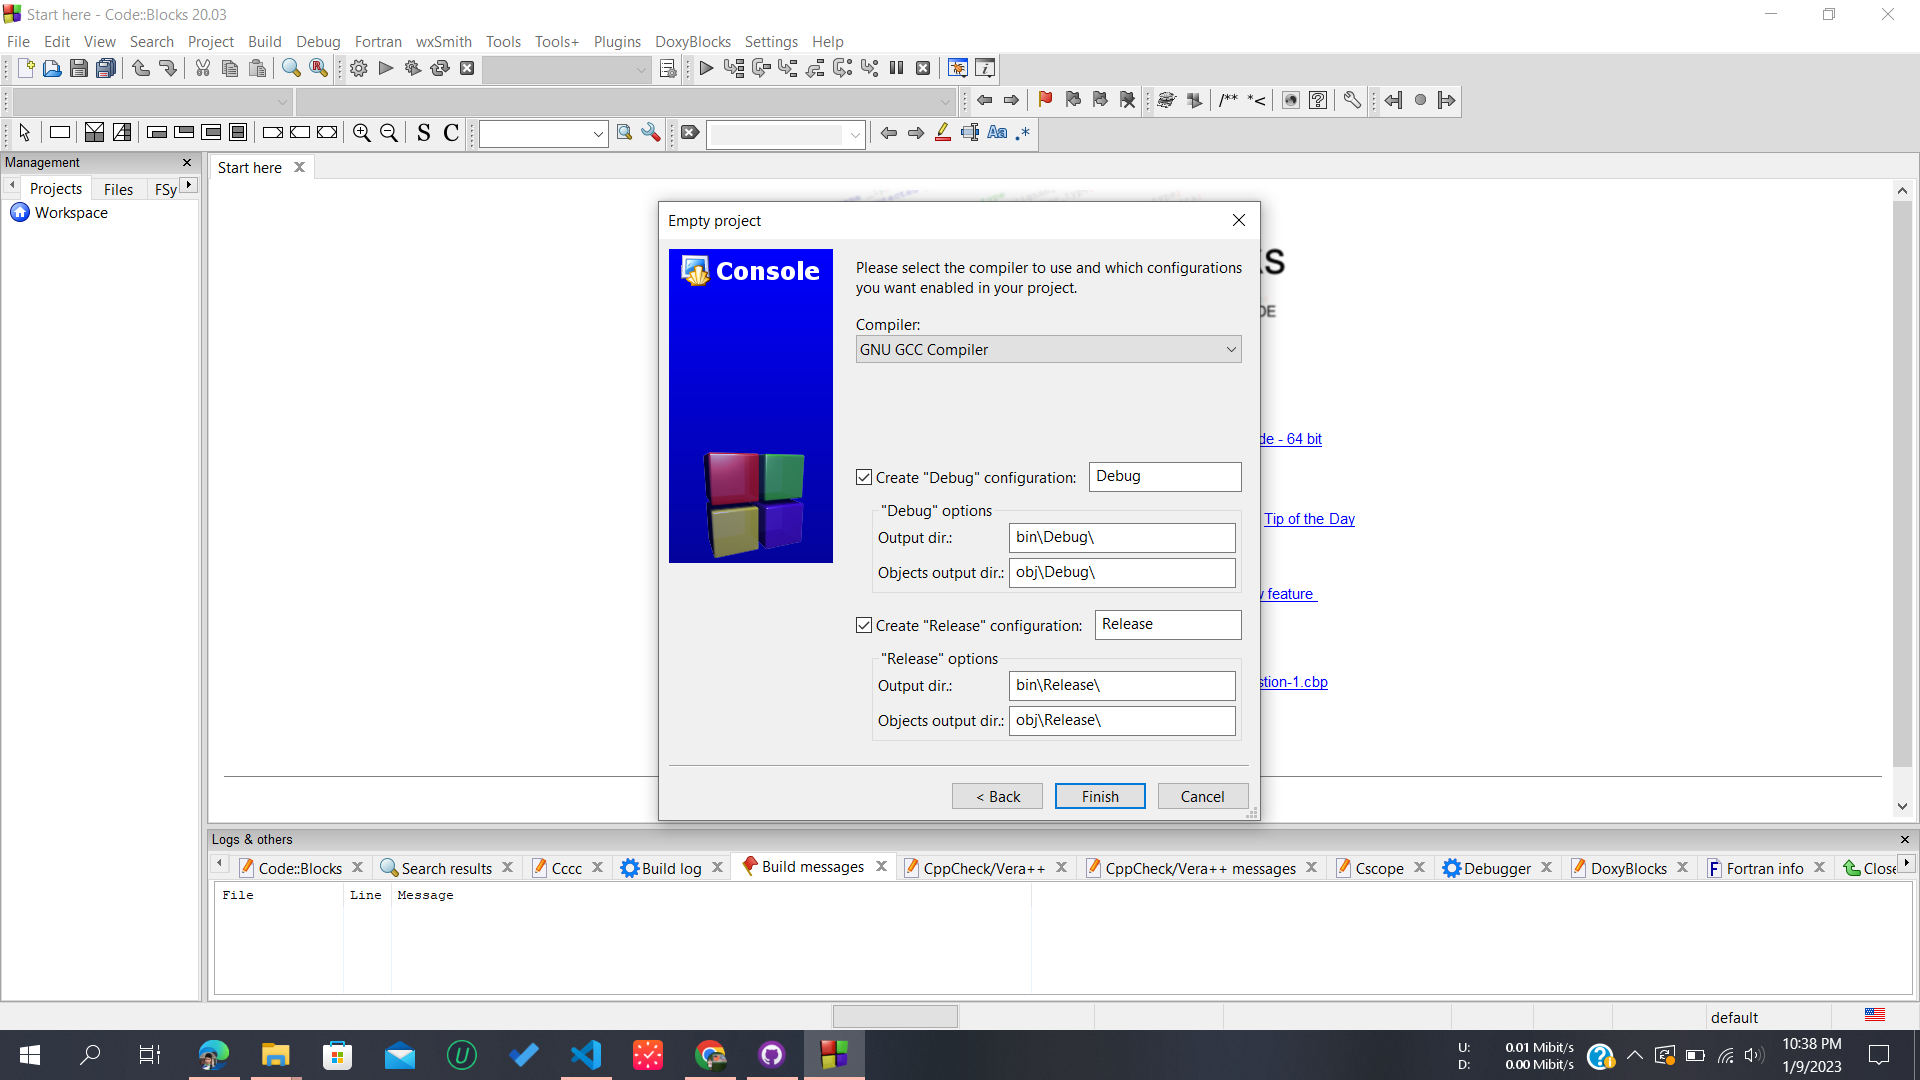 Start here - Code::Blocks 20.03
File Edit View Search Project Build Debug Fortran wxSmith Tools Tools+ Plugins DoxyBlocks Settings Help
/** *<
S C
Aa .*
Management
Start here
Projects Files FSy
Workspace
Empty project
Console
Please select the compiler to use and which configurations
you want enabled in your project.
Compiler:
GNU GCC Compiler
Create "Debug" configuration: Debug
"Debug" options
Output dir.: bin\Debug\
Objects output dir.: obj\Debug\
Create "Release" configuration: Release
"Release" options
Output dir.: bin\Release\
Objects output dir.: obj\Release\
< Back Finish Cancel
S
DE
de - 64 bit
Tip of the Day
feature
stion-1.cbp
Logs & others
Code::Blocks Search results Cccc Build log Build messages CppCheck/Vera++ CppCheck/Vera++ messages Cscope Debugger DoxyBlocks Fortran info Close
File Line Message
default
U: 0.01 Mibit/s
D: 0.00 Mibit/s
10:38 PM
1/9/2023